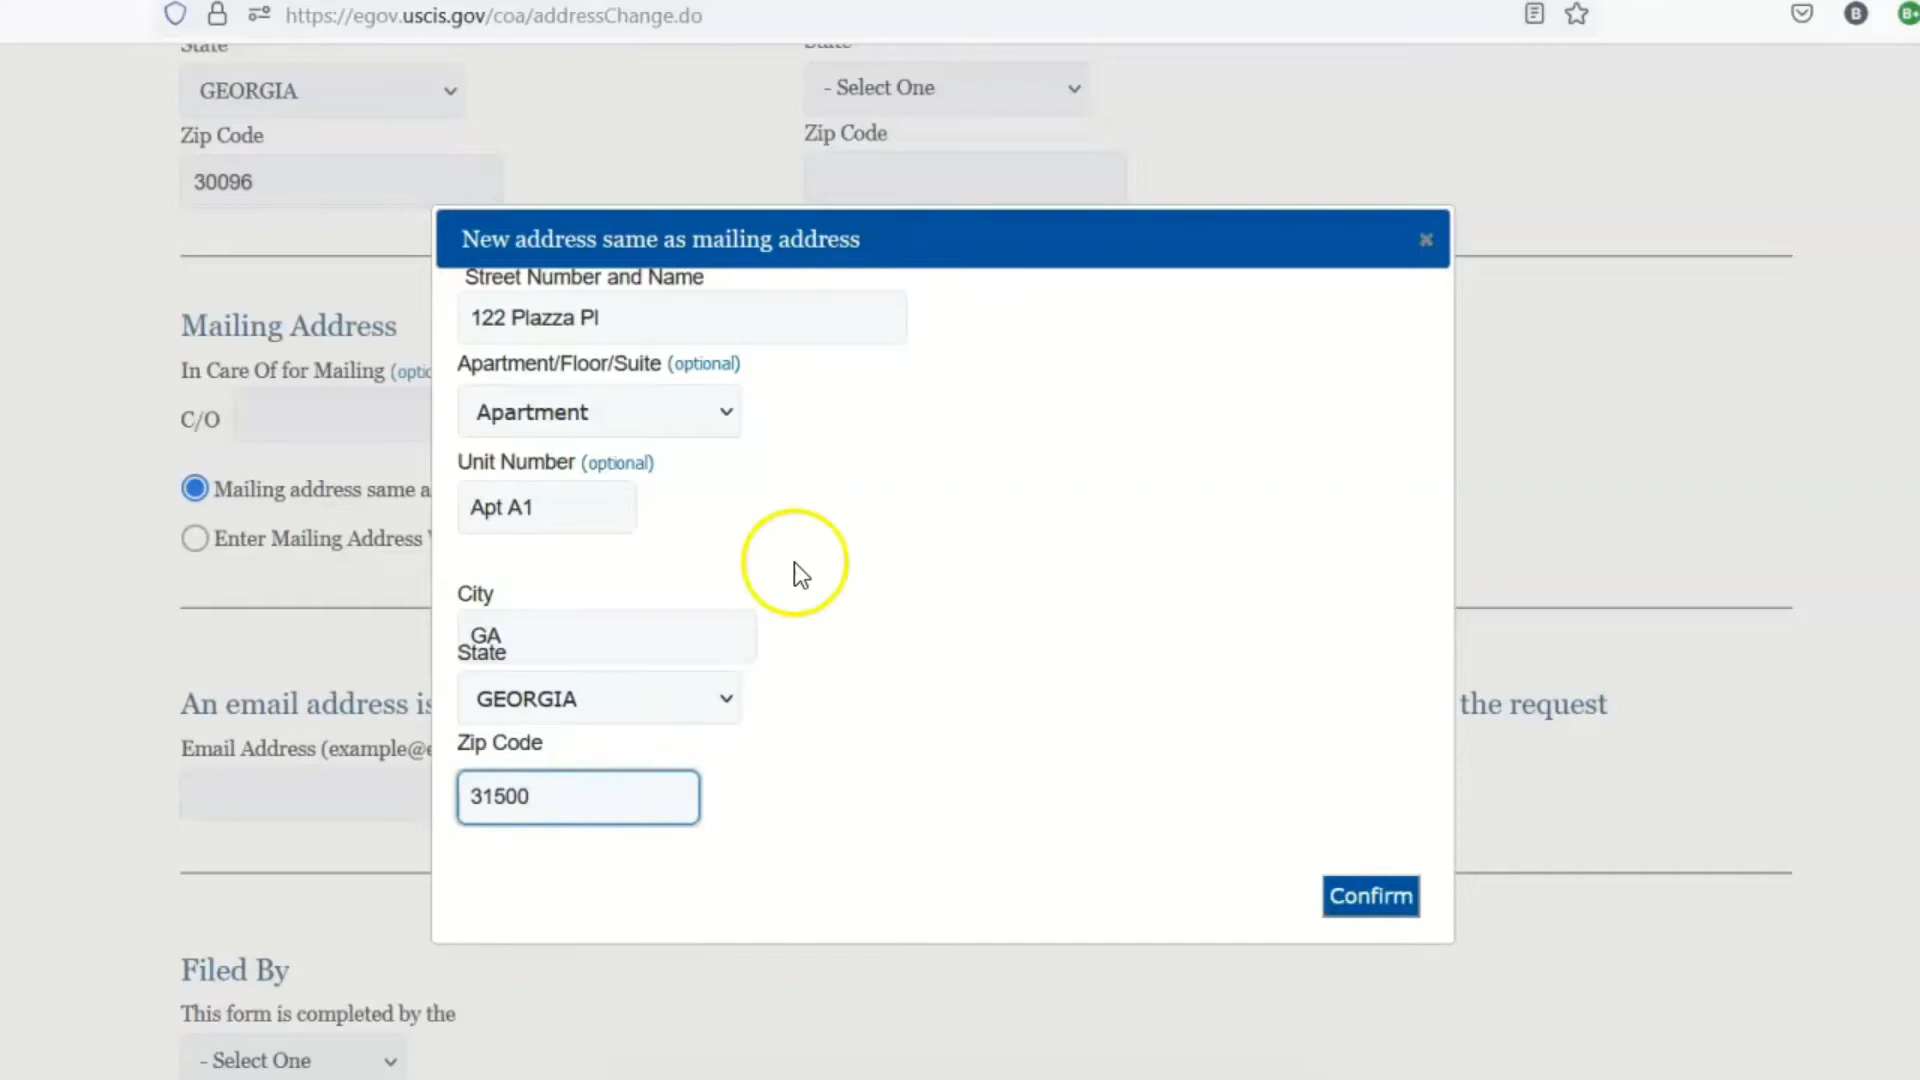 https://egov.uscis.gov/coa/addressChange.do
B
B+
State
GEORGIA
- Select One
Zip Code
Zip Code
30096
New address same as mailing address
Street Number and Name
122 Plazza Pl
Apartment/Floor/Suite (optional)
Apartment
Unit Number (optional)
Apt A1
City
GA
State
GEORGIA
Zip Code
31500
Confirm
Mailing Address
In Care Of for Mailing
C/O
Mailing address same
Enter Mailing Address
An email address is
the request
Email Address
Filed By
This form is completed by the
- Select One